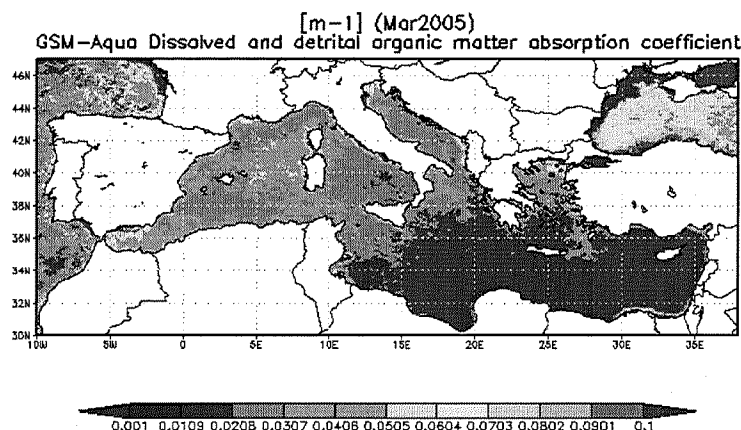 [m-1] (Mar2005)
GSM-Aqua Dissolved and detrital organic matter absorption coefficient
46N
44N
42N
40N
38N
36N
34N
32N
30N
10W 5W 0 5E 10E 15E 20E 25E 30E 35E
0.001 0.0109 0.0208 0.0307 0.0406 0.0505 0.0604 0.0703 0.0802 0.0901 0.1